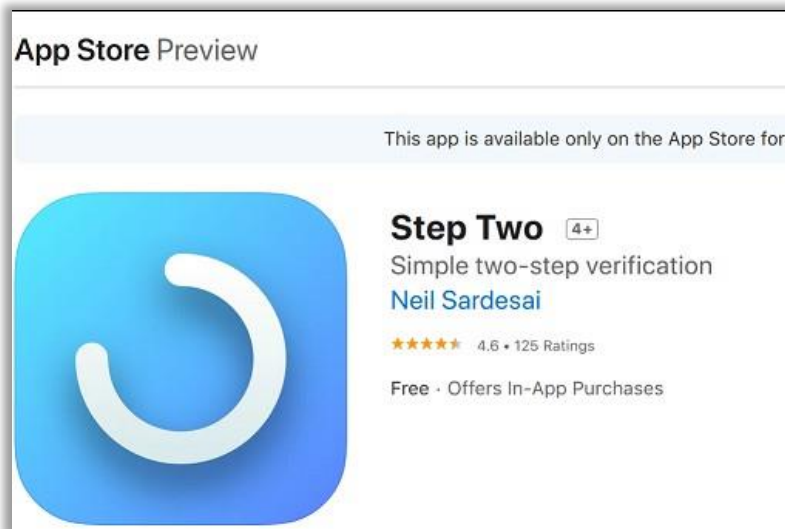 App Store Preview
This app is available only on the App Store for
Step Two 4+
Simple two-step verification
Neil Sardesai
★★★★★ 4.6 • 125 Ratings
Free · Offers In-App Purchases